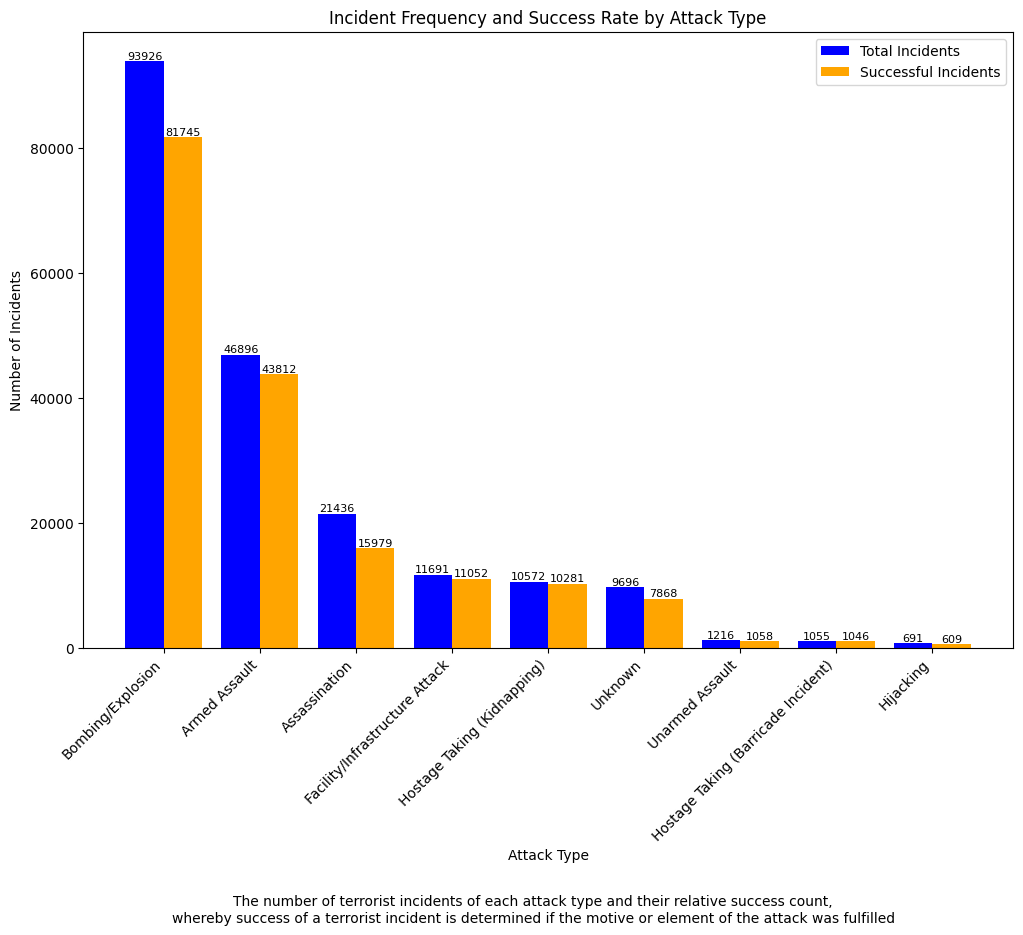 Incident Frequency and Success Rate by Attack Type
Total Incidents
Successful Incidents
Number of Incidents
80000
60000
40000
20000
0
93926
81745
46896
43812
21436
15979
11691
11052
10572
10281
9696
7868
1216
1058
1055
1046
691
609
Bombing/Explosion
Armed Assault
Assassination
Facility/Infrastructure Attack
Hostage Taking (Kidnapping)
Unknown
Unarmed Assault
Hostage Taking (Barricade Incident)
Hijacking
Attack Type
The number of terrorist incidents of each attack type and their relative success count,
whereby success of a terrorist incident is determined if the motive or element of the attack was fulfilled